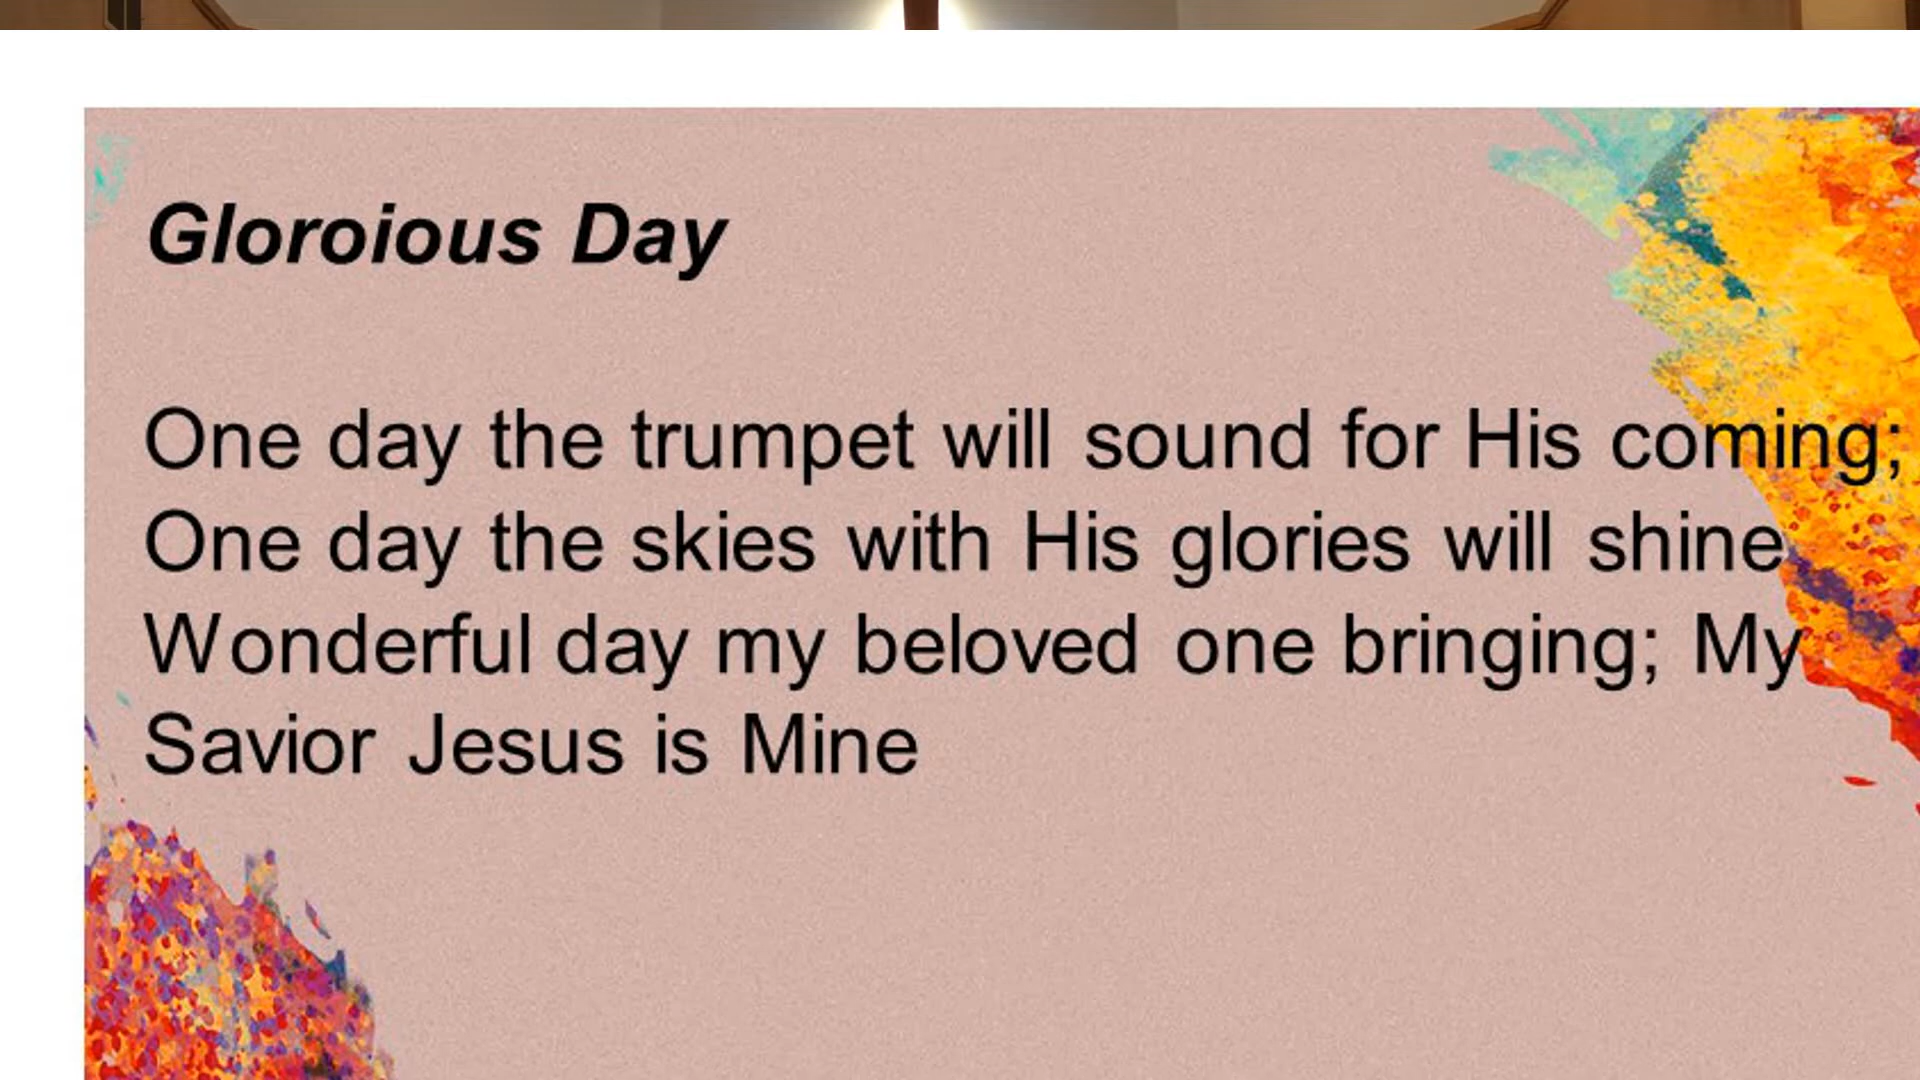 Gloroious Day
One day the trumpet will sound for His coming;
One day the skies with His glories will shine
Wonderful day my beloved one bringing; My
Savior Jesus is Mine